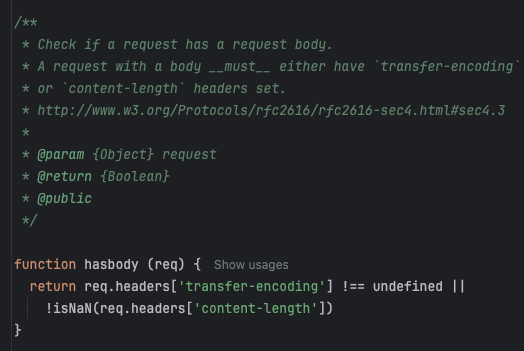 /**
 * Check if a request has a request body.
 * A request with a body __must__ either have `transfer-encoding`
 * or `content-length` headers set.
 * http://www.w3.org/Protocols/rfc2616/rfc2616-sec4.html#sec4.3
 *
 * @param {Object} request
 * @return {Boolean}
 * @public
 */
function hasbody (req) { Show usages
  return req.headers['transfer-encoding'] !== undefined ||
    !isNaN(req.headers['content-length'])
}